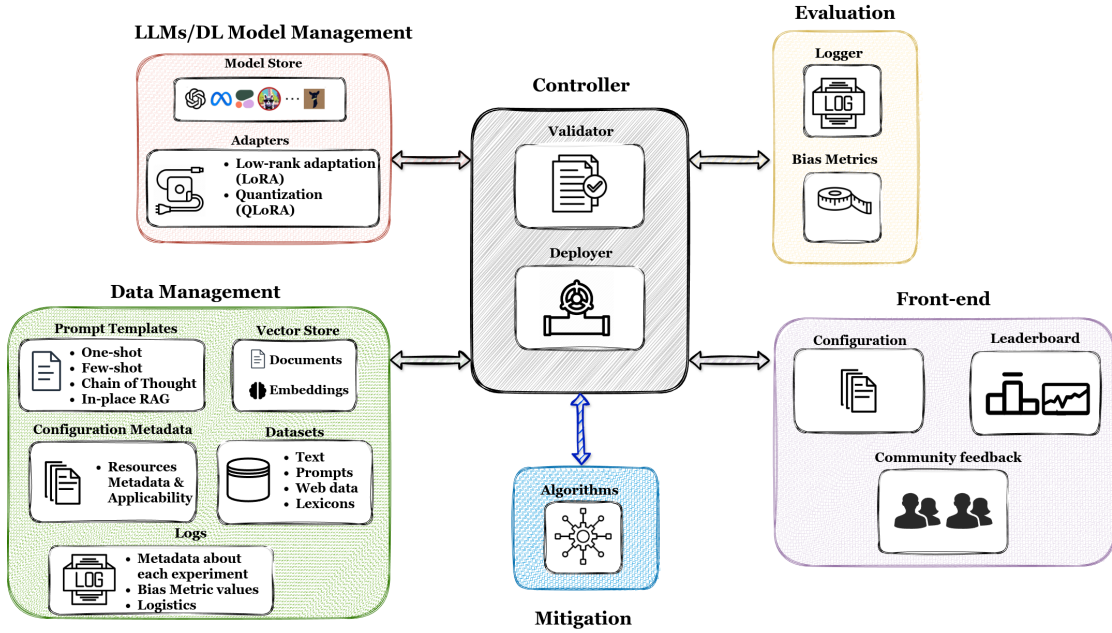 LLMs/DL Model Management
Model Store
...
Adapters
• Low-rank adaptation
(LoRA)
• Quantization
(QLoRA)
Controller
Validator
Deployer
Evaluation
Logger
LOG
Bias Metrics
Data Management
Prompt Templates
• One-shot
• Few-shot
• Chain of Thought
• In-place RAG
Vector Store
Documents
Embeddings
Configuration Metadata
• Resources
Metadata &
Applicability
Datasets
• Text
• Prompts
• Web data
• Lexicons
Logs
LOG
• Metadata about
each experiment
• Bias Metric values
• Logistics
Algorithms
Mitigation
Front-end
Configuration
Leaderboard
Community feedback